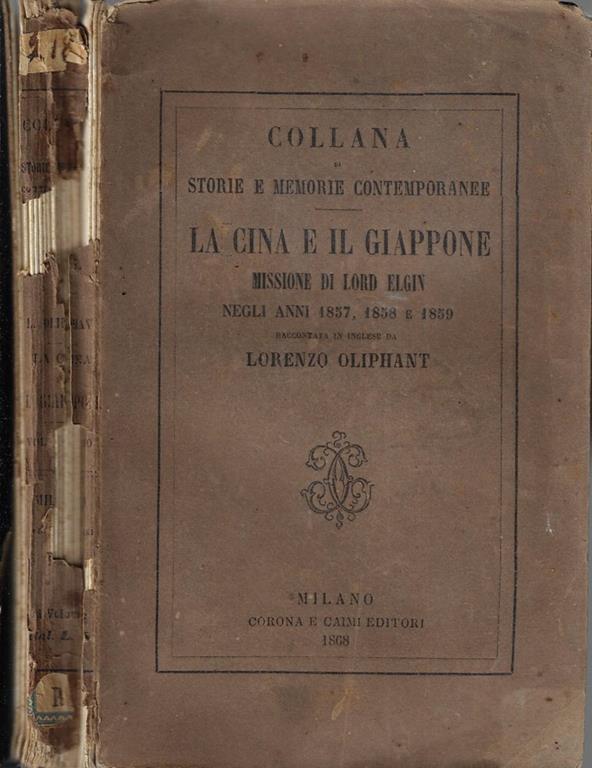 COLLANA
DI
STORIE E MEMORIE CONTEMPORANEE
LA CINA E IL GIAPPONE
MISSIONE DI LORD ELGIN
NEGLI ANNI 1857, 1858 E 1859
RACCONTATA IN INGLESE DA
LORENZO OLIPHANT
MILANO
CORONA E CAIMI EDITORI
1868